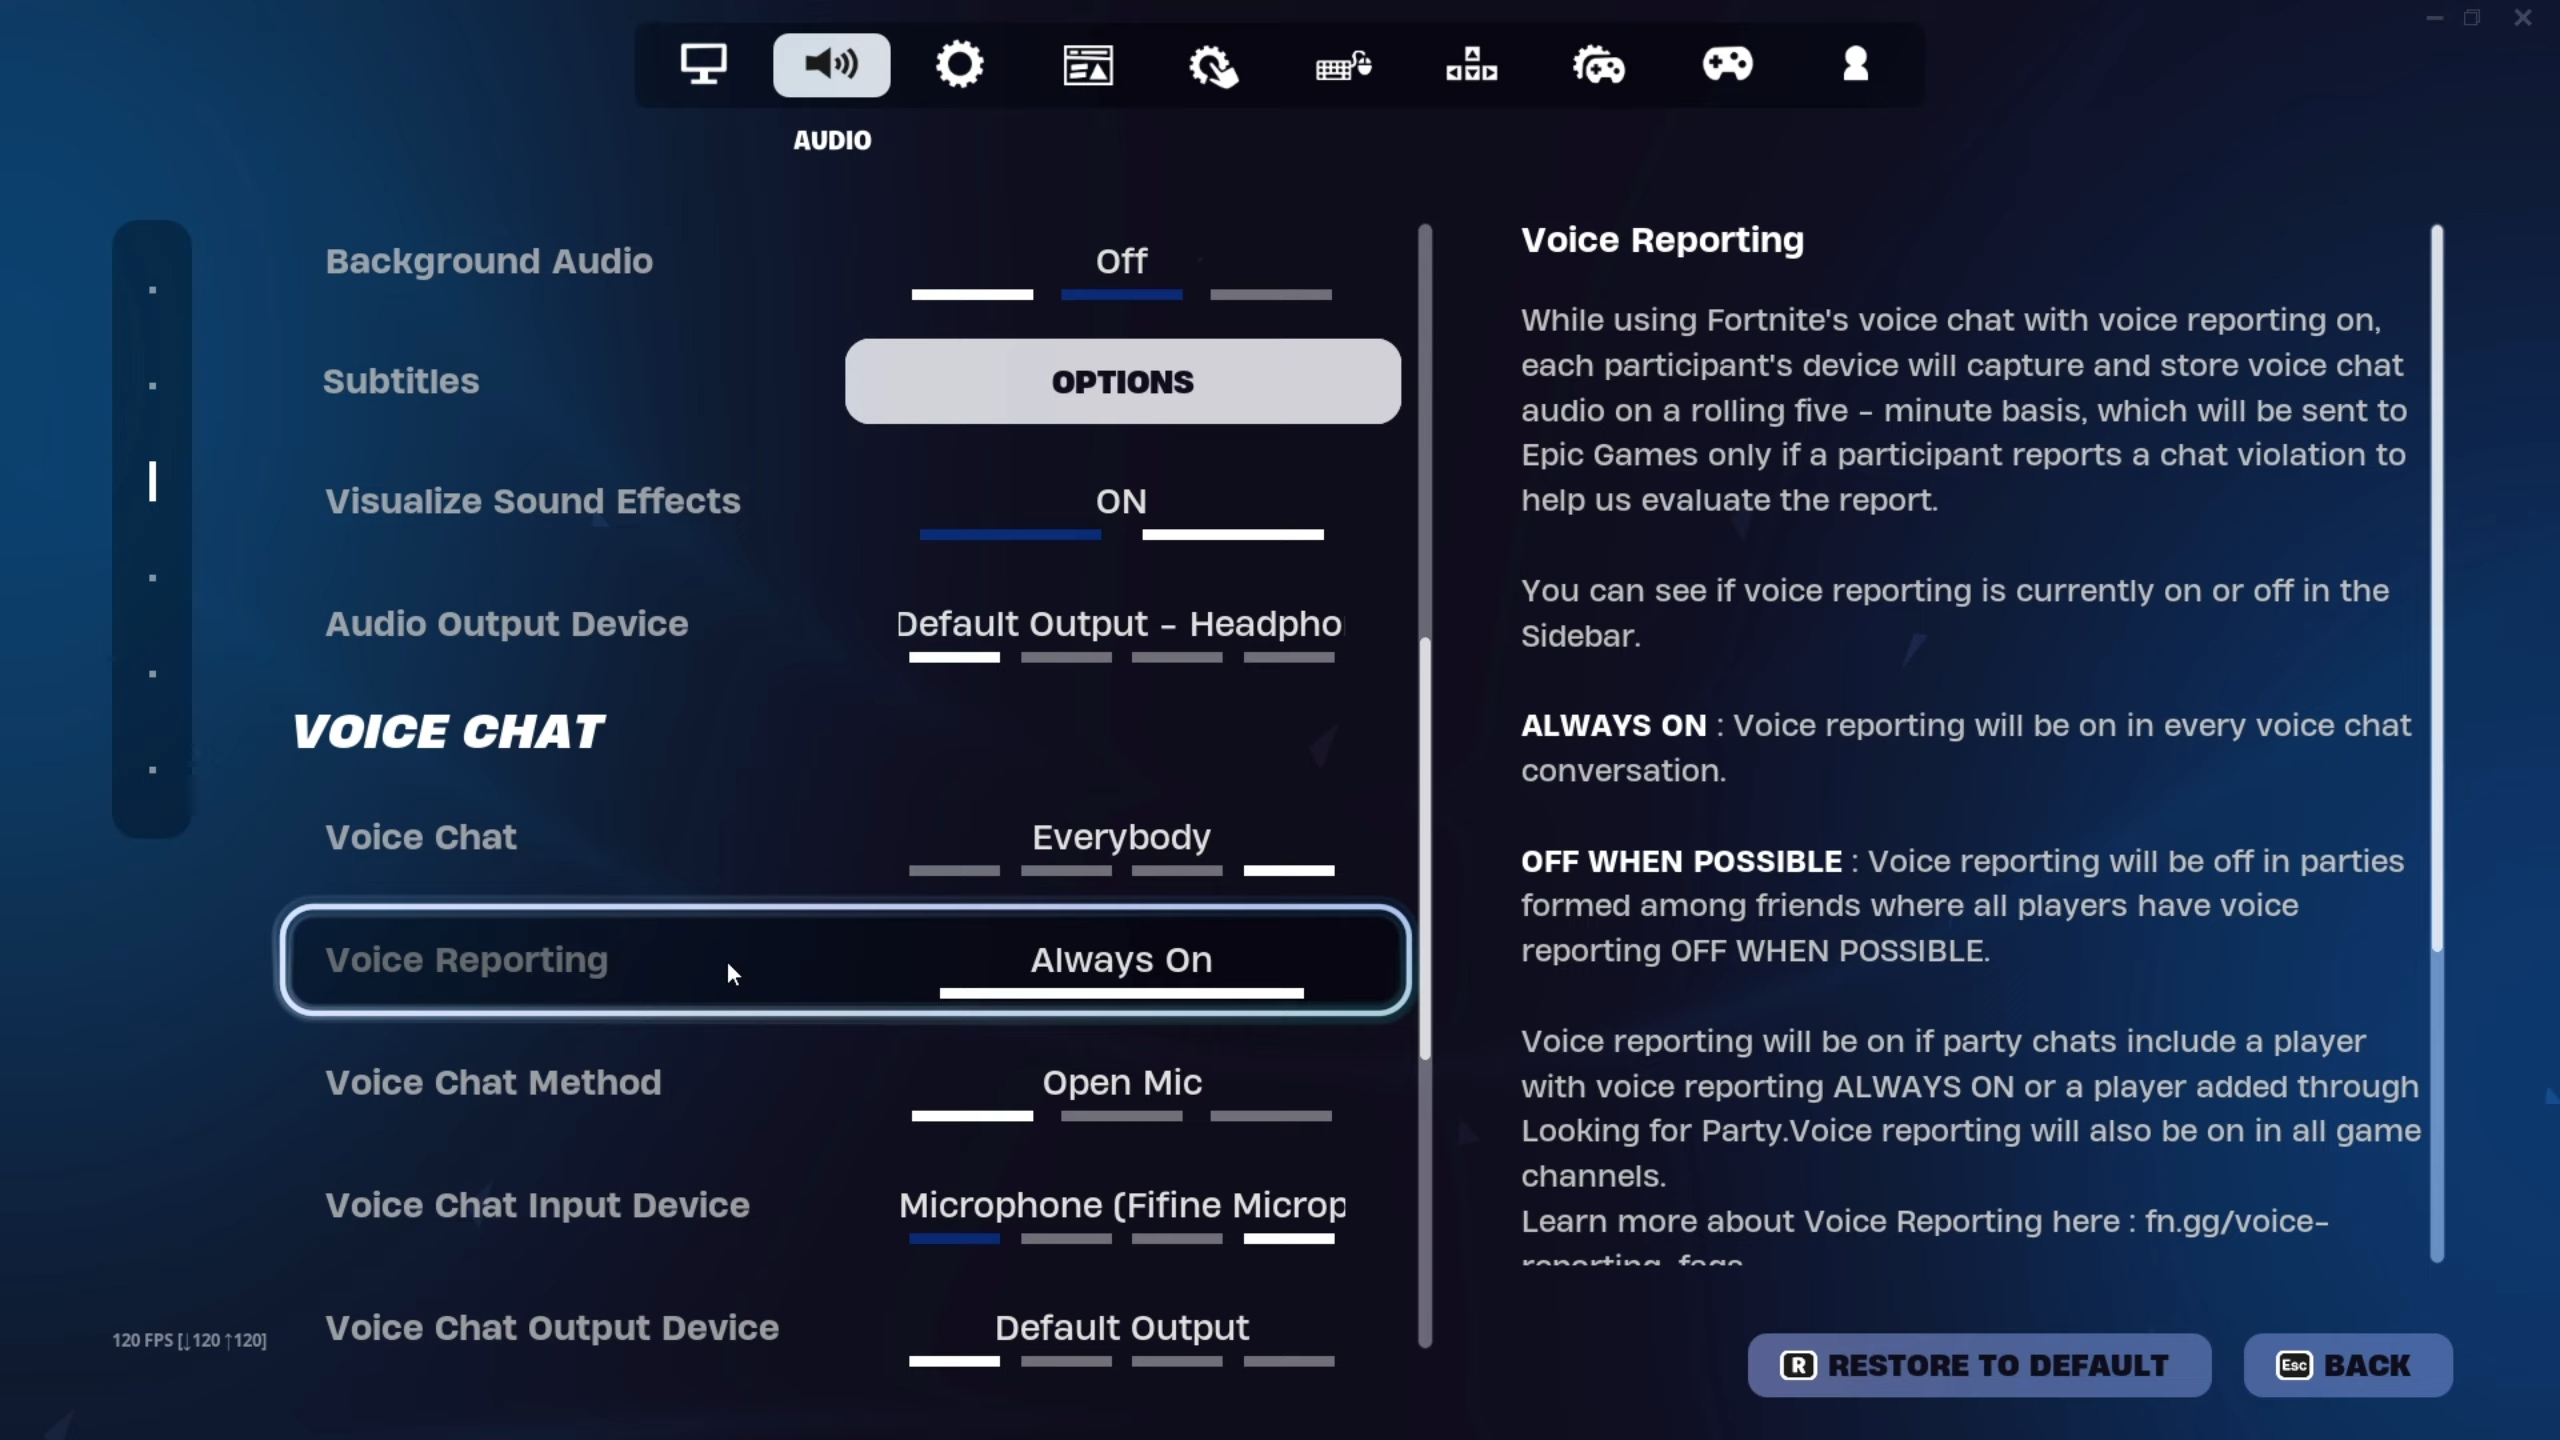 AUDIO
Background Audio
Off
Subtitles
OPTIONS
Visualize Sound Effects
ON
Audio Output Device
Default Output - Headpho
VOICE CHAT
Voice Chat
Everybody
Voice Reporting
Always On
Voice Chat Method
Open Mic
Voice Chat Input Device
Microphone (Fifine Microp
Voice Chat Output Device
Default Output
120 FPS [↓120 ↑120]
Voice Reporting
While using Fortnite's voice chat with voice reporting on,
each participant's device will capture and store voice chat
audio on a rolling five - minute basis, which will be sent to
Epic Games only if a participant reports a chat violation to
help us evaluate the report.
You can see if voice reporting is currently on or off in the
Sidebar.
ALWAYS ON : Voice reporting will be on in every voice chat
conversation.
OFF WHEN POSSIBLE : Voice reporting will be off in parties
formed among friends where all players have voice
reporting OFF WHEN POSSIBLE.
Voice reporting will be on if party chats include a player
with voice reporting ALWAYS ON or a player added through
Looking for Party.Voice reporting will also be on in all game
channels.
Learn more about Voice Reporting here : fn.gg/voice-
R RESTORE TO DEFAULT
Esc BACK